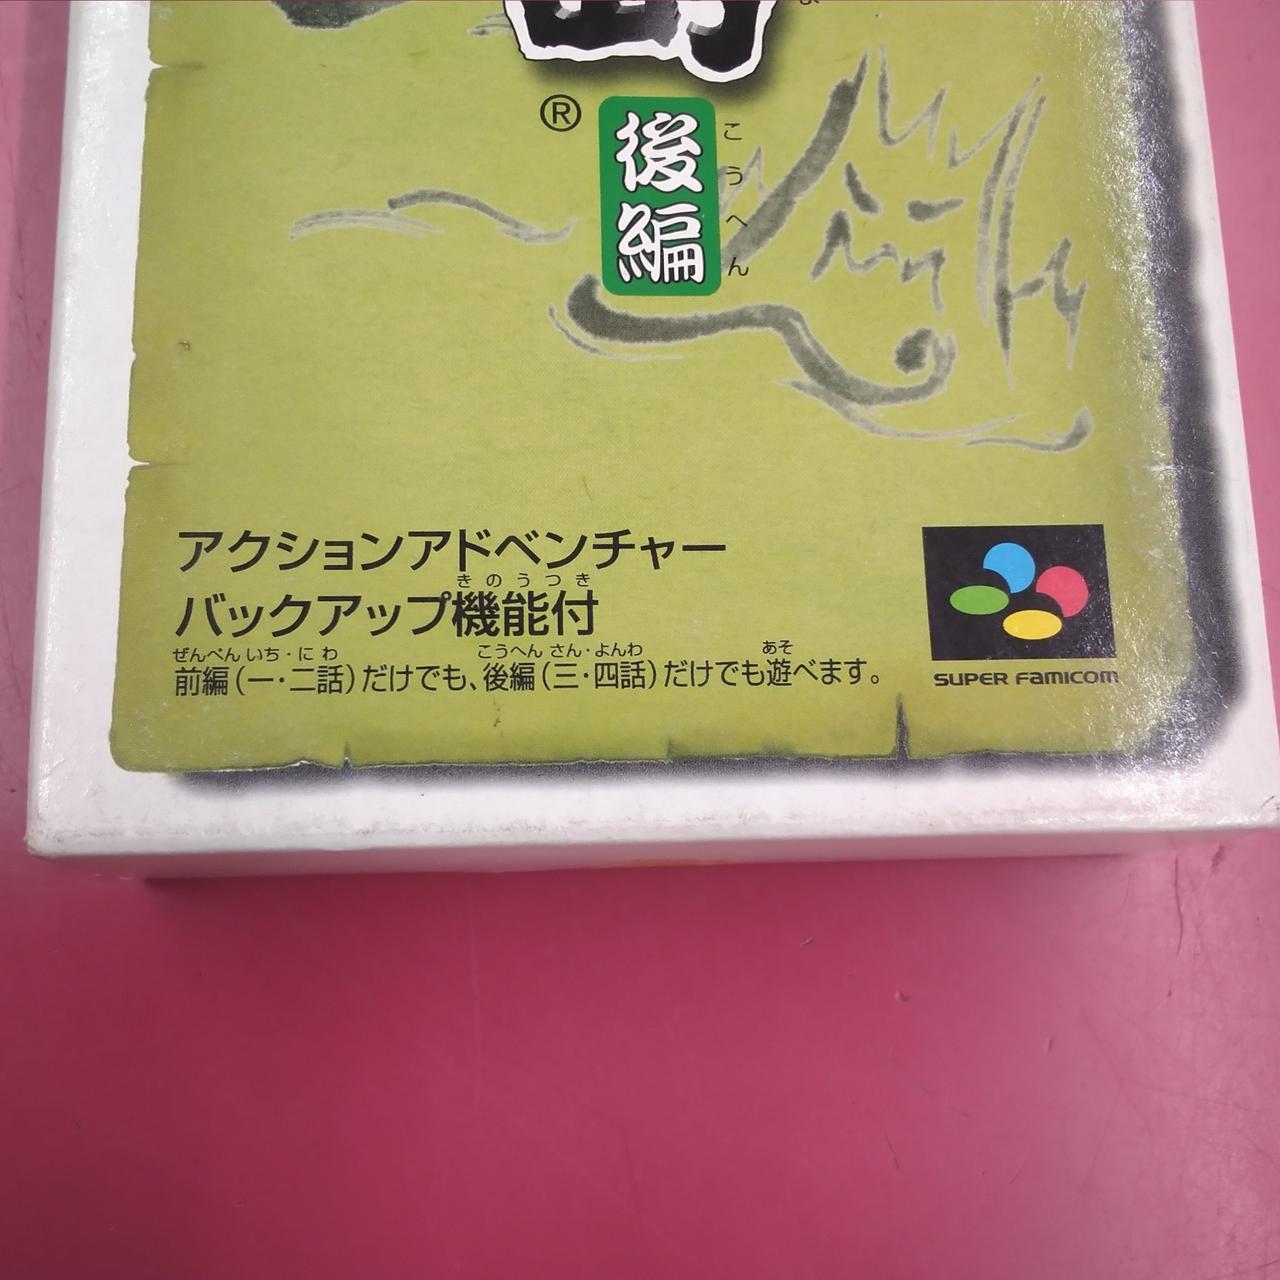 ®
後編
こうへん
アクションアドベンチャー
きのうつき
バックアップ機能付
ぜんぺん いち・に わ こうへん さん・よんわ あそ
前編（一・二話）だけでも、後編（三・四話）だけでも遊べます。
SUPER FAMICOM